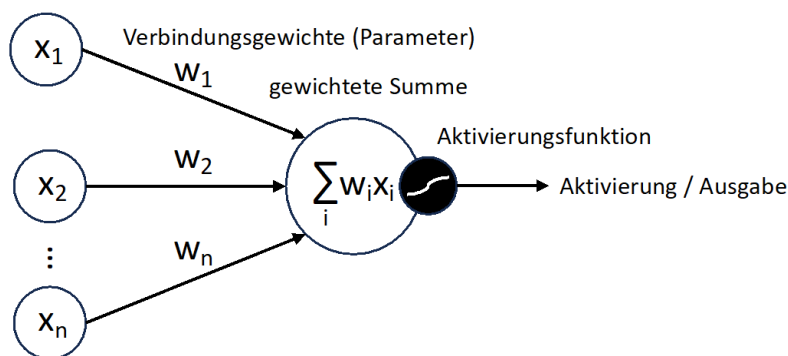 x₁
Verbindungsgewichte (Parameter)
w₁
gewichtete Summe
Aktivierungsfunktion
x₂
w₂
∑ᵢ wᵢxᵢ
Aktivierung / Ausgabe
⋮
wₙ
xₙ